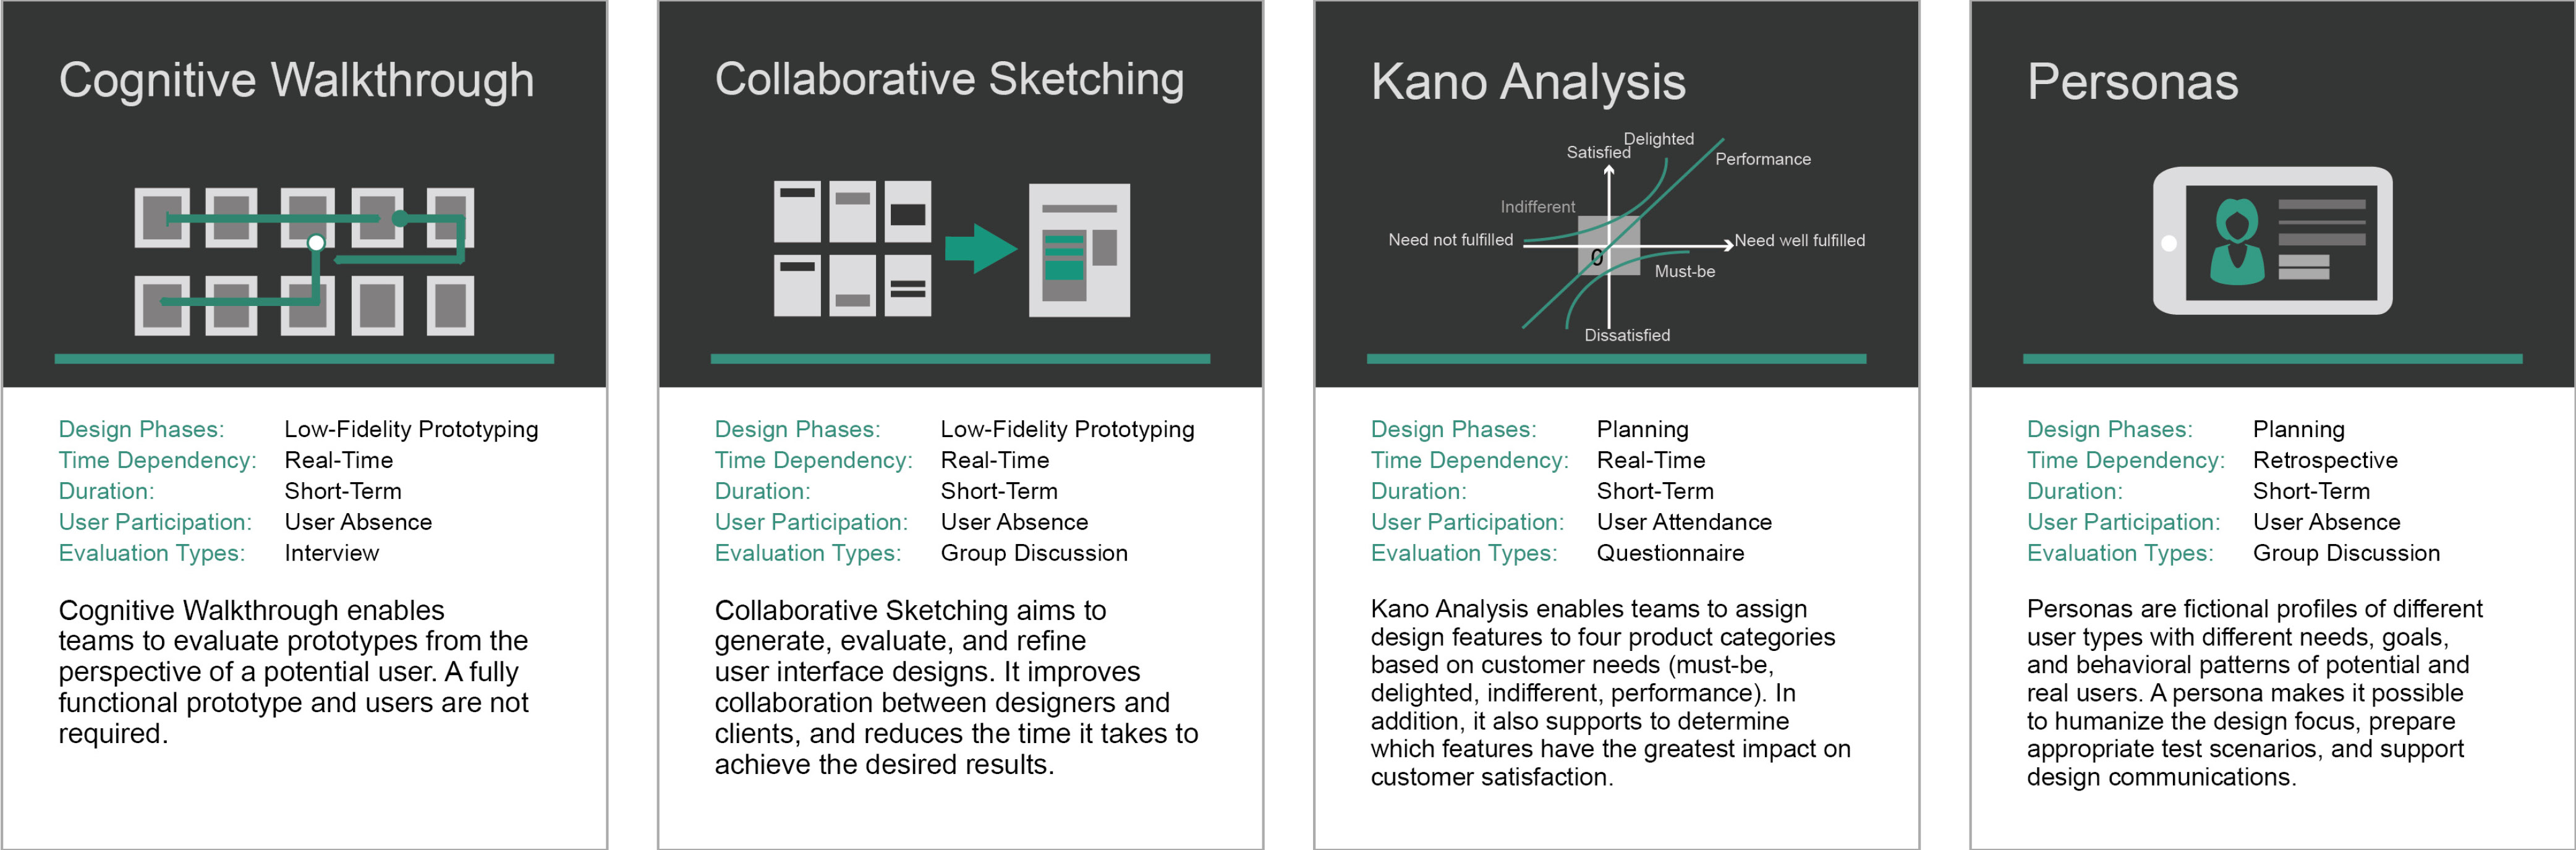 Cognitive Walkthrough
Design Phases: Low-Fidelity Prototyping
Time Dependency: Real-Time
Duration: Short-Term
User Participation: User Absence
Evaluation Types: Interview
Cognitive Walkthrough enables
teams to evaluate prototypes from the
perspective of a potential user. A fully
functional prototype and users are not
required.
Collaborative Sketching
Design Phases: Low-Fidelity Prototyping
Time Dependency: Real-Time
Duration: Short-Term
User Participation: User Absence
Evaluation Types: Group Discussion
Collaborative Sketching aims to
generate, evaluate, and refine
user interface designs. It improves
collaboration between designers and
clients, and reduces the time it takes to
achieve the desired results.
Kano Analysis
Delighted
Satisfied
Performance
Indifferent
Need not fulfilled
Need well fulfilled
0
Must-be
Dissatisfied
Design Phases: Planning
Time Dependency: Real-Time
Duration: Short-Term
User Participation: User Attendance
Evaluation Types: Questionnaire
Kano Analysis enables teams to assign
design features to four product categories
based on customer needs (must-be,
delighted, indifferent, performance). In
addition, it also supports to determine
which features have the greatest impact on
customer satisfaction.
Personas
Design Phases: Planning
Time Dependency: Retrospective
Duration: Short-Term
User Participation: User Absence
Evaluation Types: Group Discussion
Personas are fictional profiles of different
user types with different needs, goals,
and behavioral patterns of potential and
real users. A persona makes it possible
to humanize the design focus, prepare
appropriate test scenarios, and support
design communications.